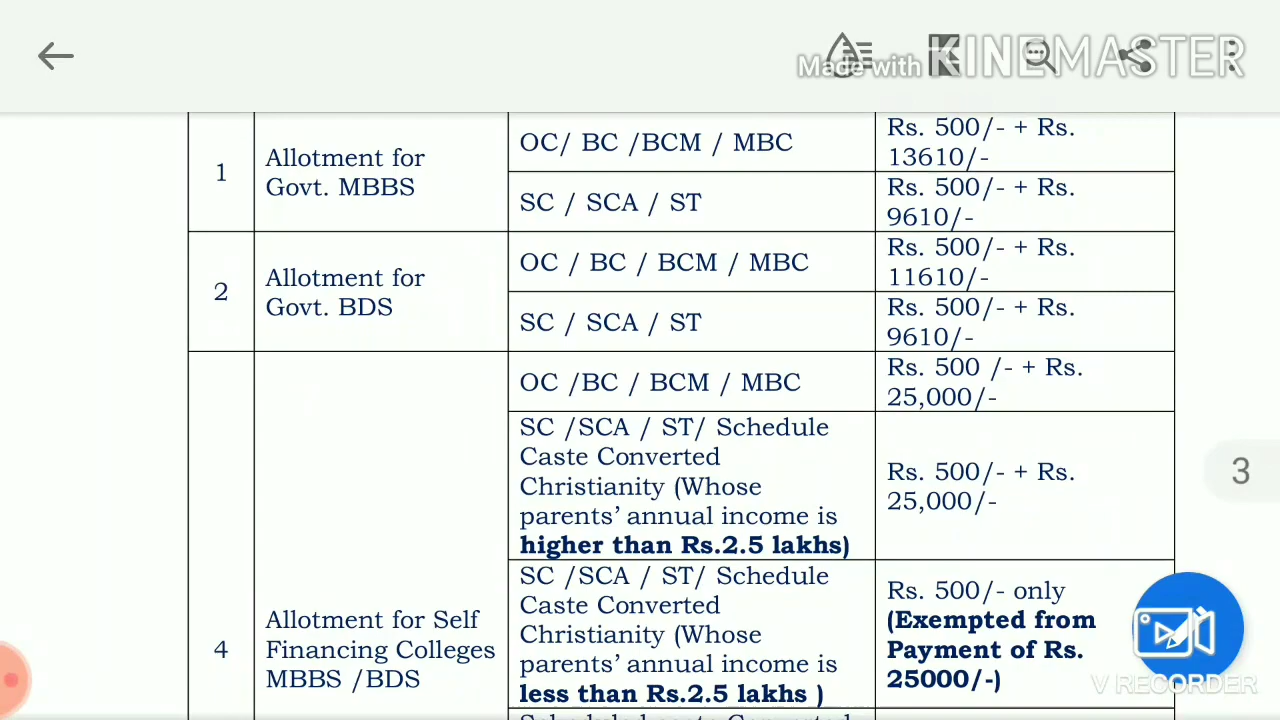 Made with KINEMASTER
1
Allotment for
Govt. MBBS
OC/ BC /BCM / MBC
Rs. 500/- + Rs.
13610/-
SC / SCA / ST
Rs. 500/- + Rs.
9610/-
2
Allotment for
Govt. BDS
OC / BC / BCM / MBC
Rs. 500/- + Rs.
11610/-
SC / SCA / ST
Rs. 500/- + Rs.
9610/-
4
Allotment for Self
Financing Colleges
MBBS /BDS
OC /BC / BCM / MBC
Rs. 500 /- + Rs.
25,000/-
SC /SCA / ST/ Schedule
Caste Converted
Christianity (Whose
parents’ annual income is
higher than Rs.2.5 lakhs)
Rs. 500/- + Rs.
25,000/-
SC /SCA / ST/ Schedule
Caste Converted
Christianity (Whose
parents’ annual income is
less than Rs.2.5 lakhs )
Rs. 500/- only
(Exempted from
Payment of Rs.
25000/-)
3
V RECORDER